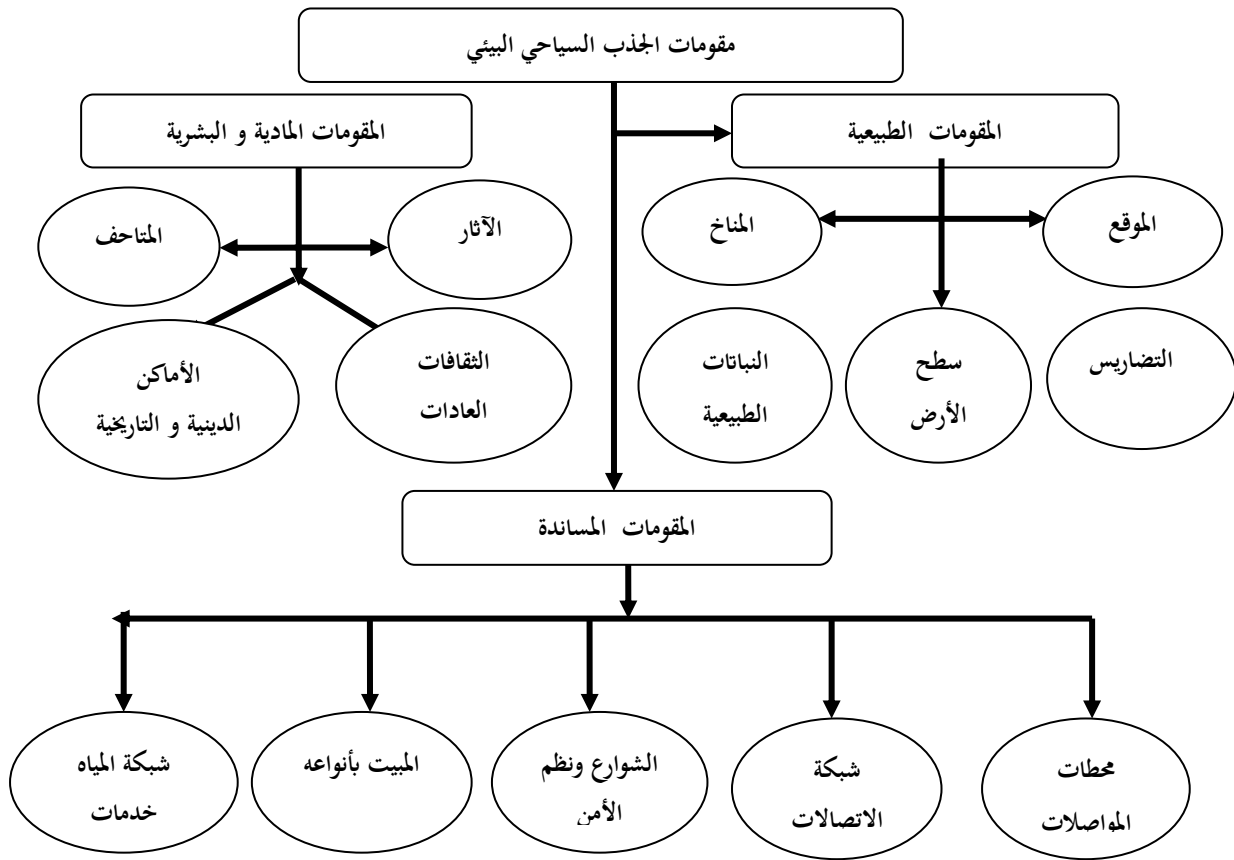 مقومات الجذب السياحي البيئي
المقومات الطبيعية
المقومات المادية و البشرية
الموقع
المناخ
الآثار
المتاحف
التضاريس
سطح
الأرض
النباتات
الطبيعية
الثقافات
العادات
الأماكن
الدينية و التاريخية
المقومات المساندة
محطات
المواصلات
شبكة
الاتصالات
الشوارع ونظم
الأمن
المبيت بأنواعه
شبكة المياه
خدمات